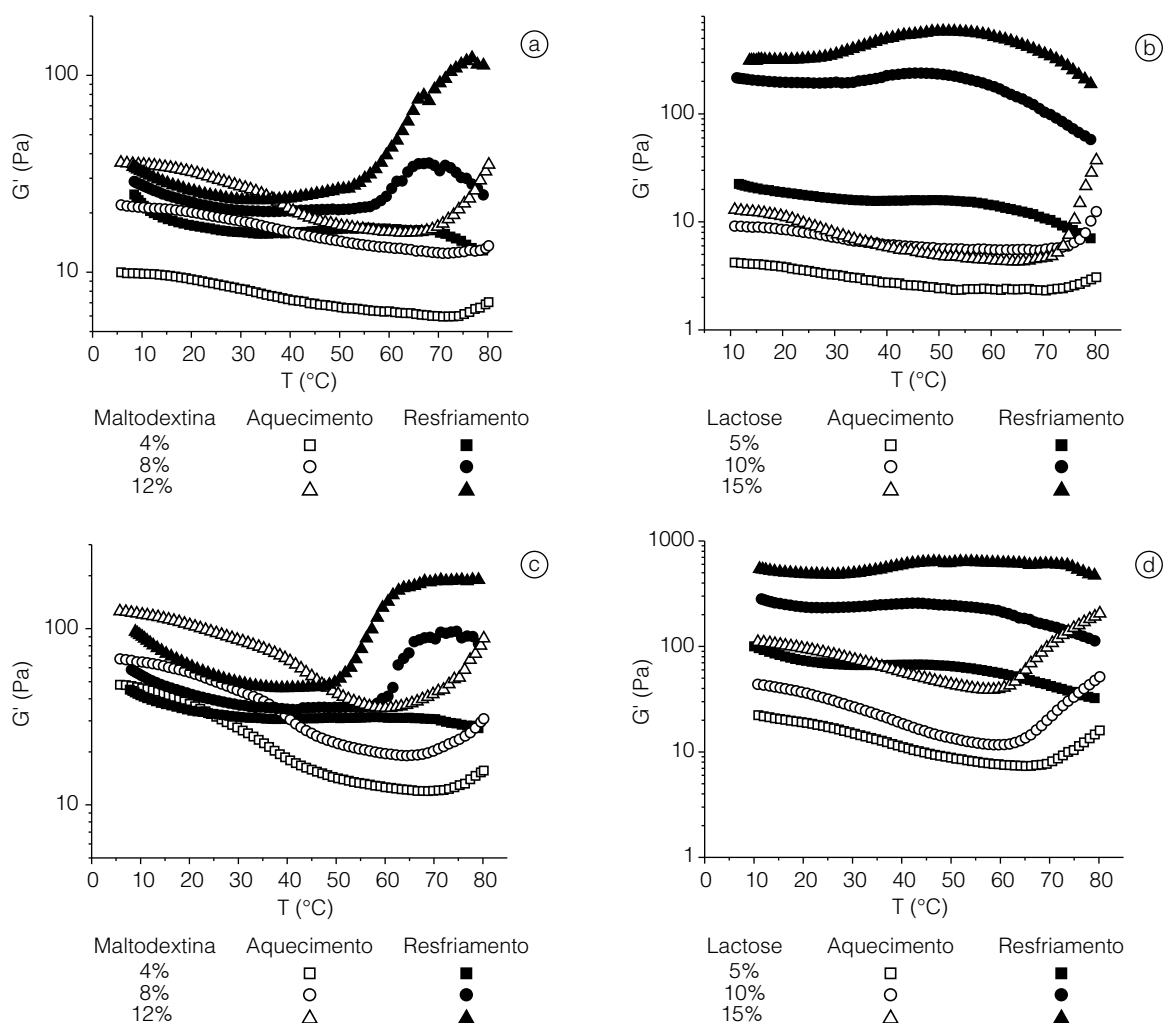 a
100
10
G' (Pa)
0 10 20 30 40 50 60 70 80
T (°C)
Maltodextina Aquecimento Resfriamento
4%
8%
12%
b
100
10
1
G' (Pa)
10 20 30 40 50 60 70 80
T (°C)
Lactose Aquecimento Resfriamento
5%
10%
15%
c
100
10
G' (Pa)
0 10 20 30 40 50 60 70 80
T (°C)
Maltodextina Aquecimento Resfriamento
4%
8%
12%
d
1000
100
10
1
G' (Pa)
0 10 20 30 40 50 60 70 80
T (°C)
Lactose Aquecimento Resfriamento
5%
10%
15%